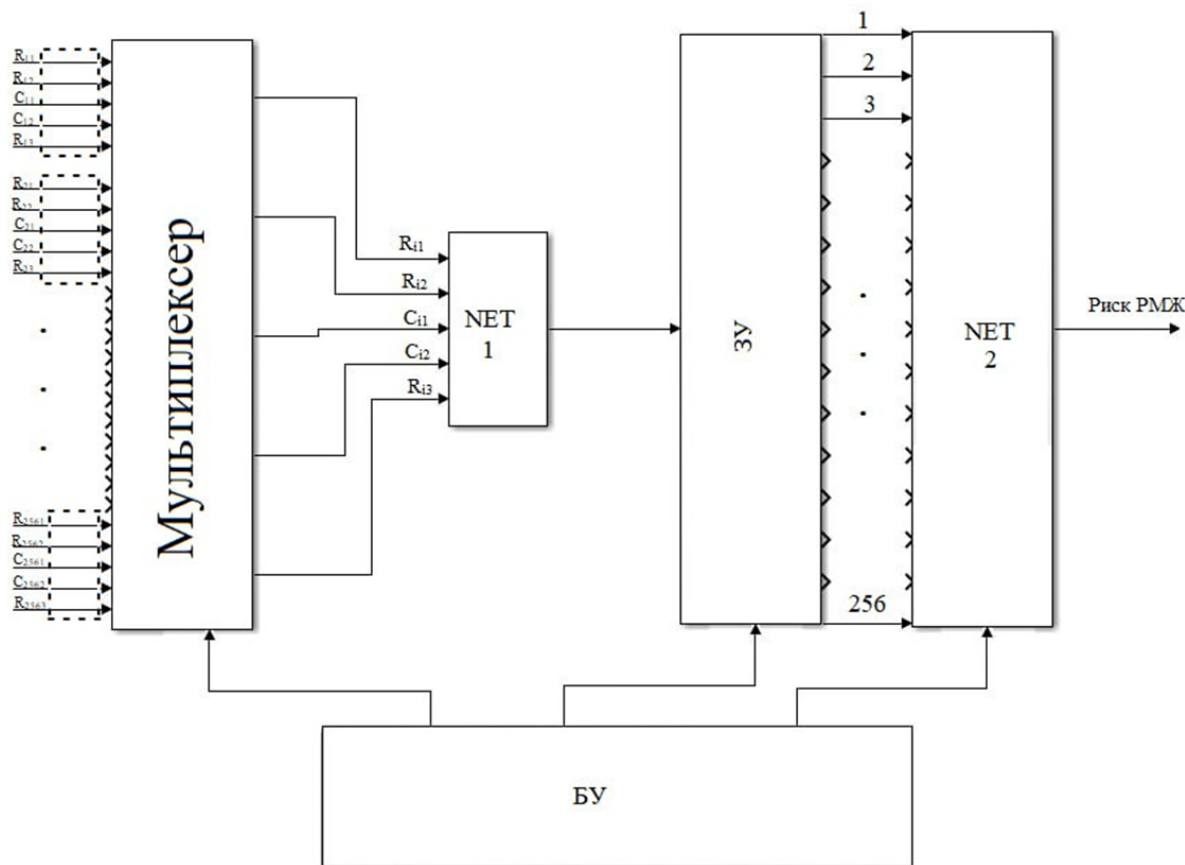 R₁₁
R₁₂
C₁₁
C₁₂
R₁₃
R₂₁
R₂₂
C₂₁
C₂₂
R₂₃
R₂₅₆₁
R₂₅₆₂
C₂₅₆₁
C₂₅₆₂
R₂₅₆₃
Мультиплексер
Rᵢ₁
Rᵢ₂
Cᵢ₁
Cᵢ₂
Rᵢ₃
NET
1
ЗУ
1
2
3
256
NET
2
Риск РМЖ
БУ